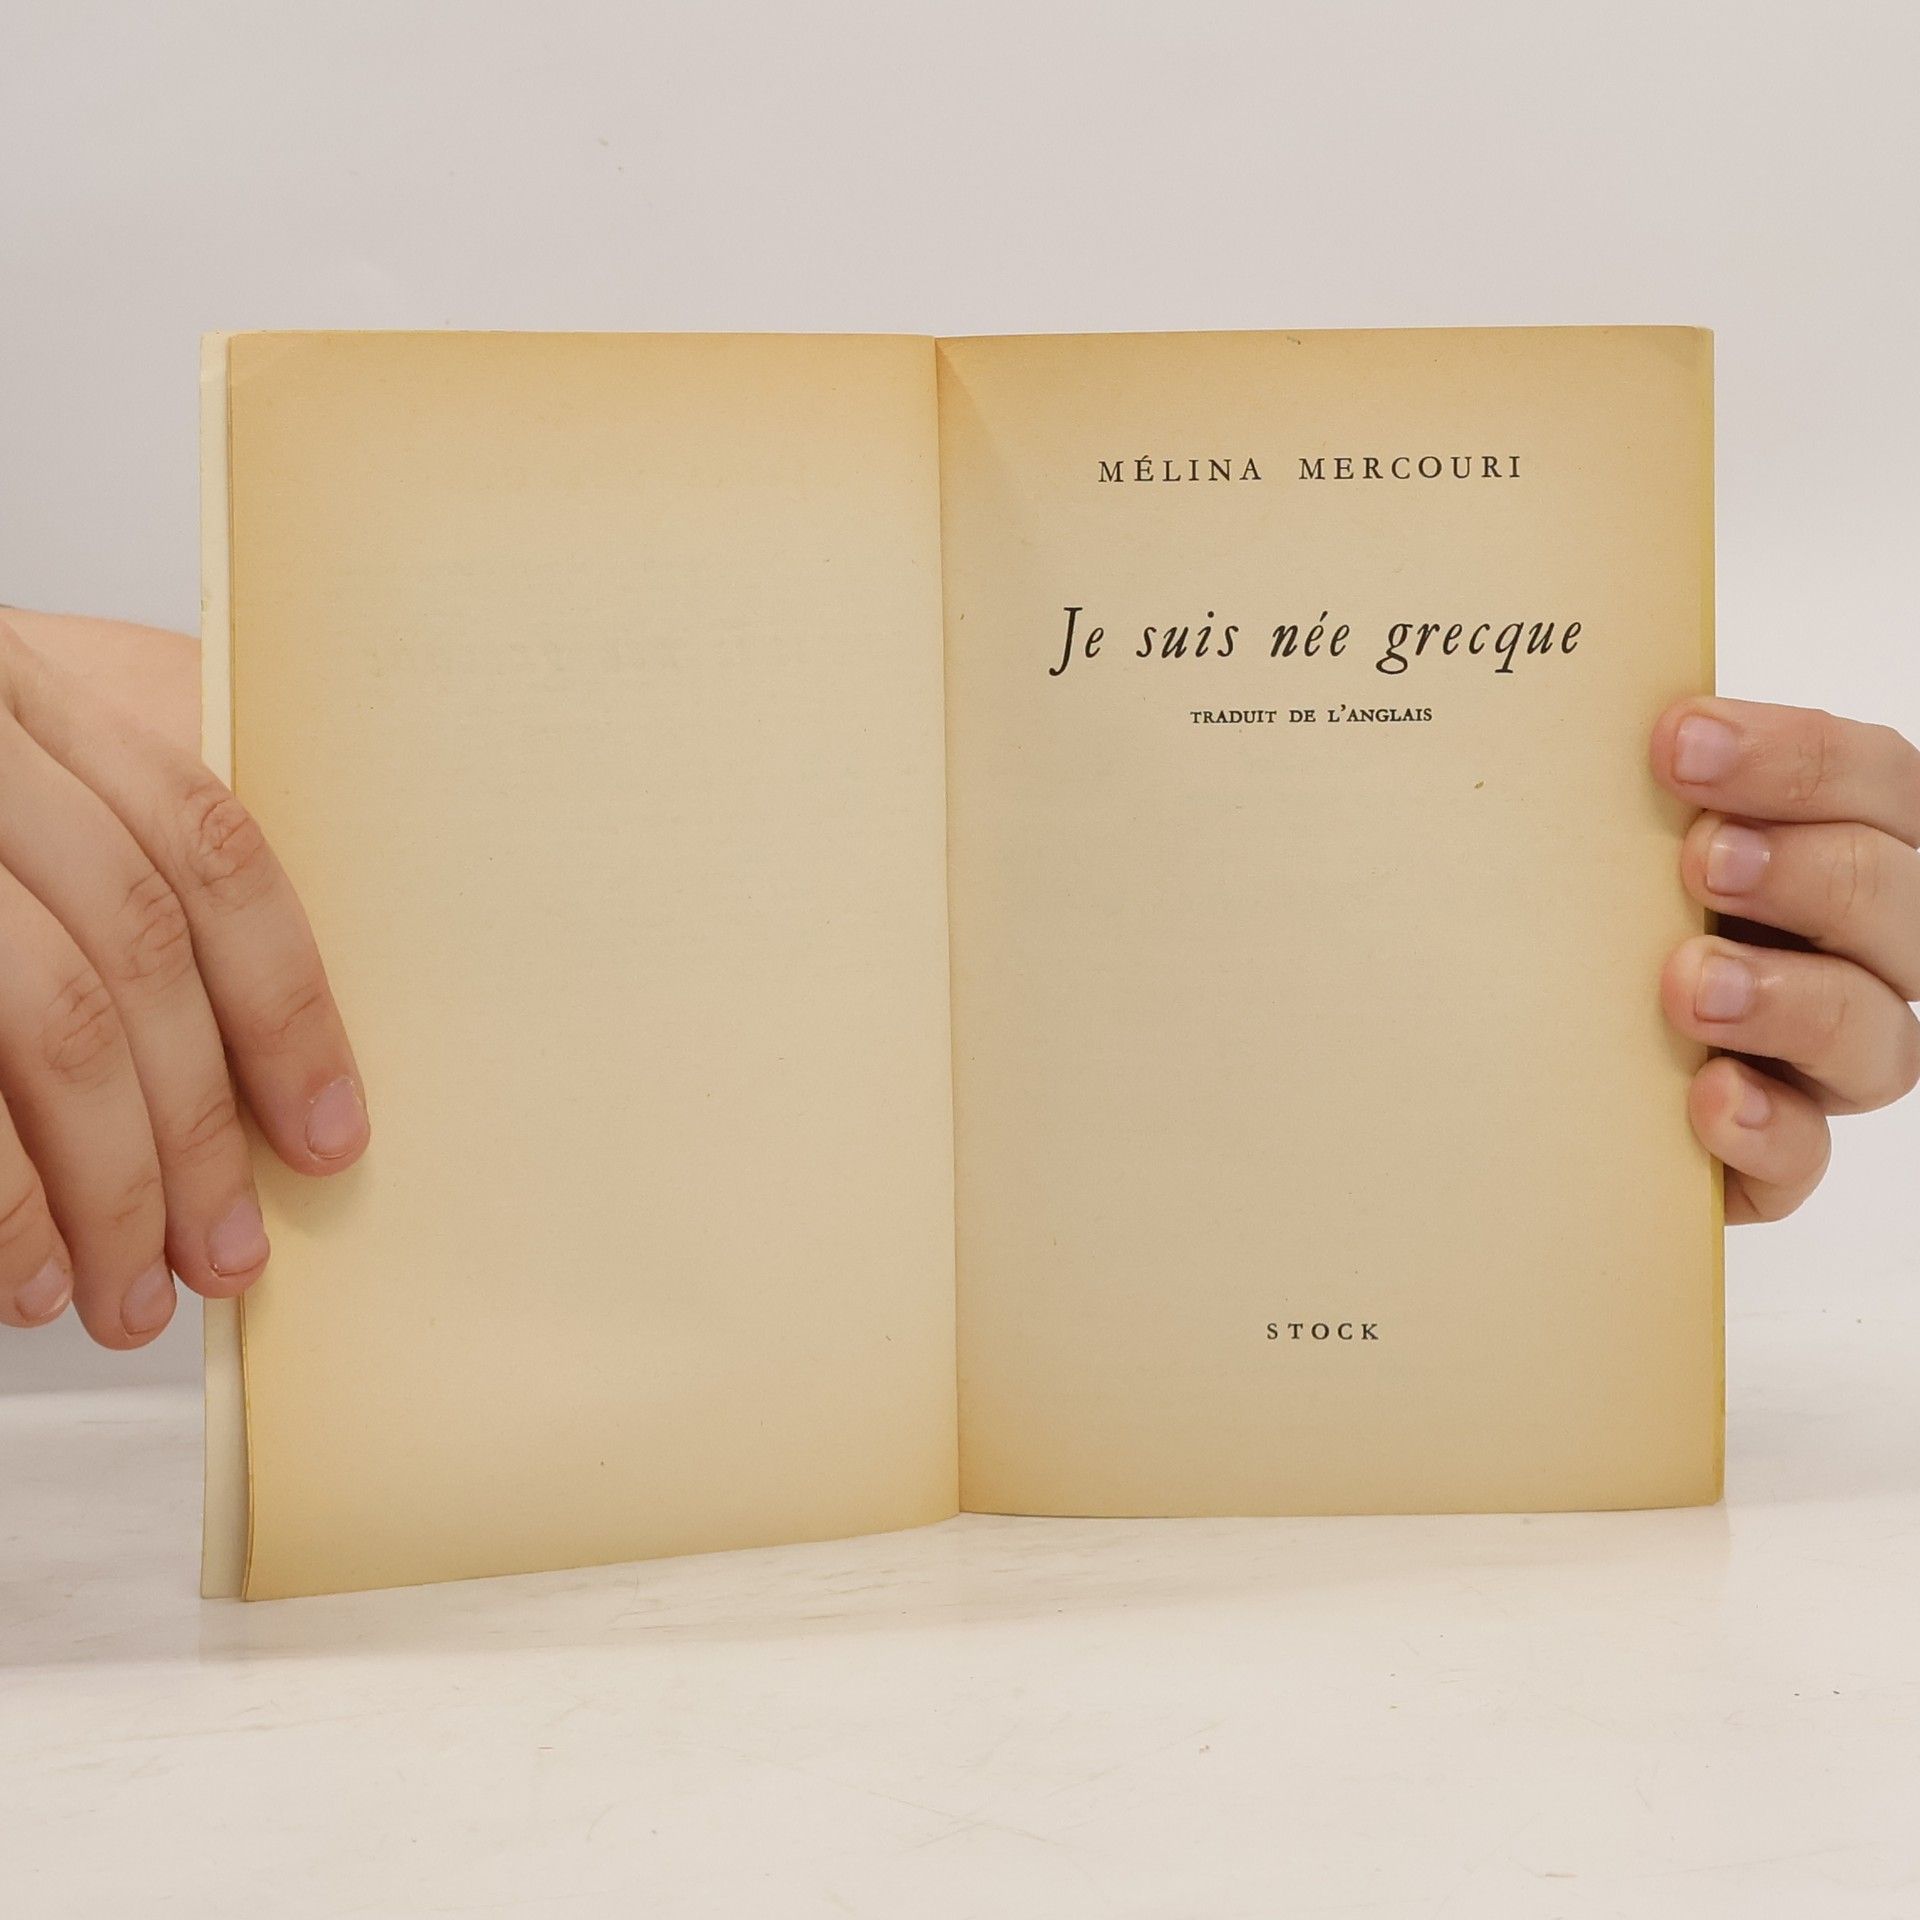 MÉLINA MERCOURI
Je suis née grecque
TRADUIT DE L'ANGLAIS
STOCK